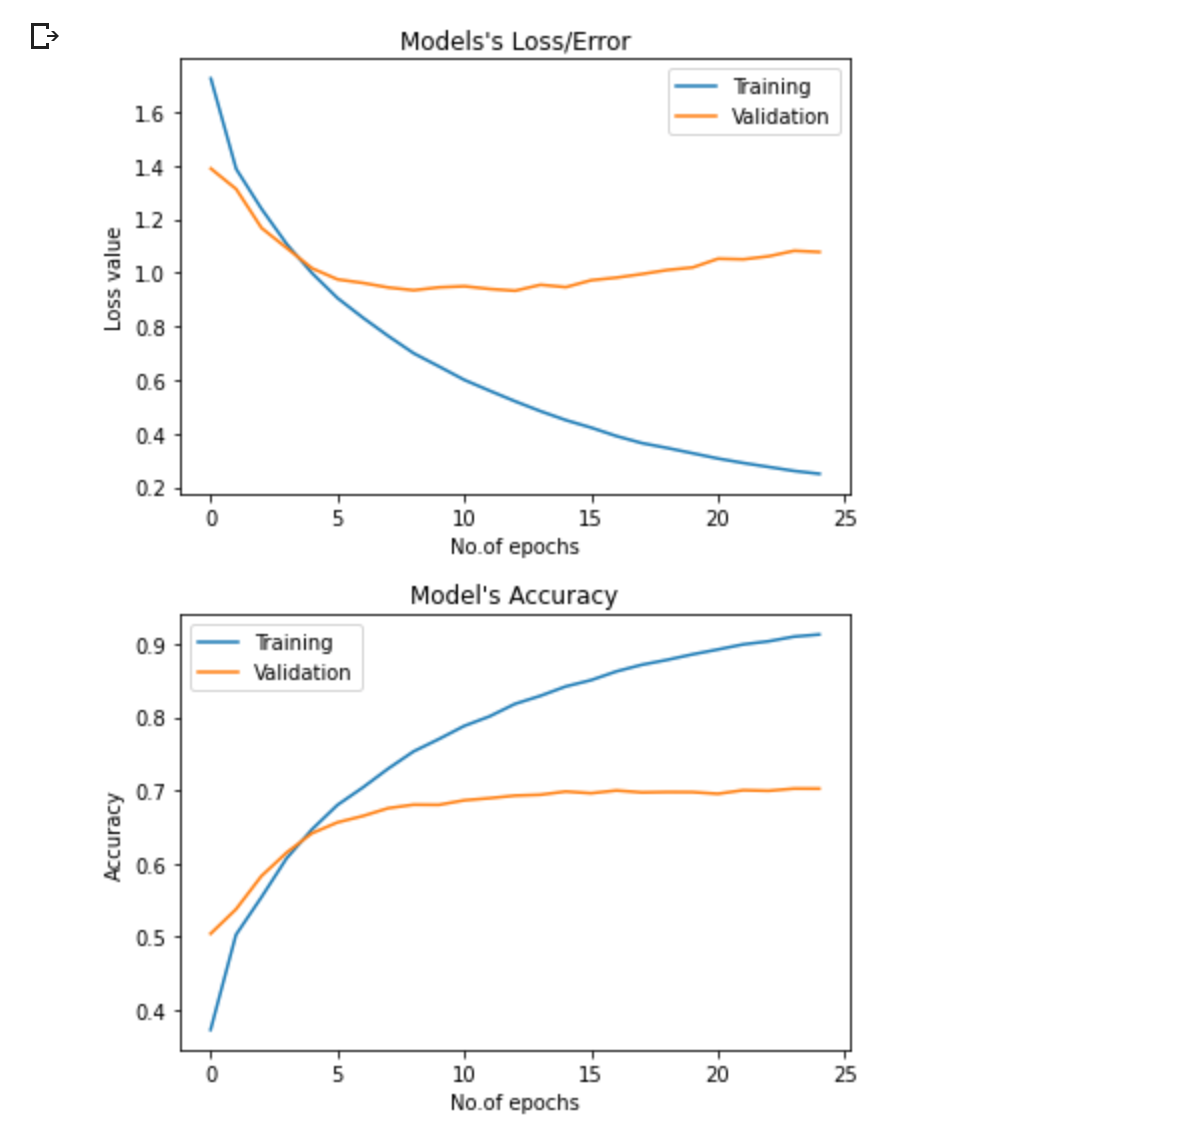 Models's Loss/Error
Training
Validation
1.6
1.4
1.2
1.0
0.8
0.6
0.4
0.2
Loss value
0 5 10 15 20 25
No.of epochs
Model's Accuracy
Training
Validation
0.9
0.8
0.7
0.6
0.5
0.4
Accuracy
0 5 10 15 20 25
No.of epochs